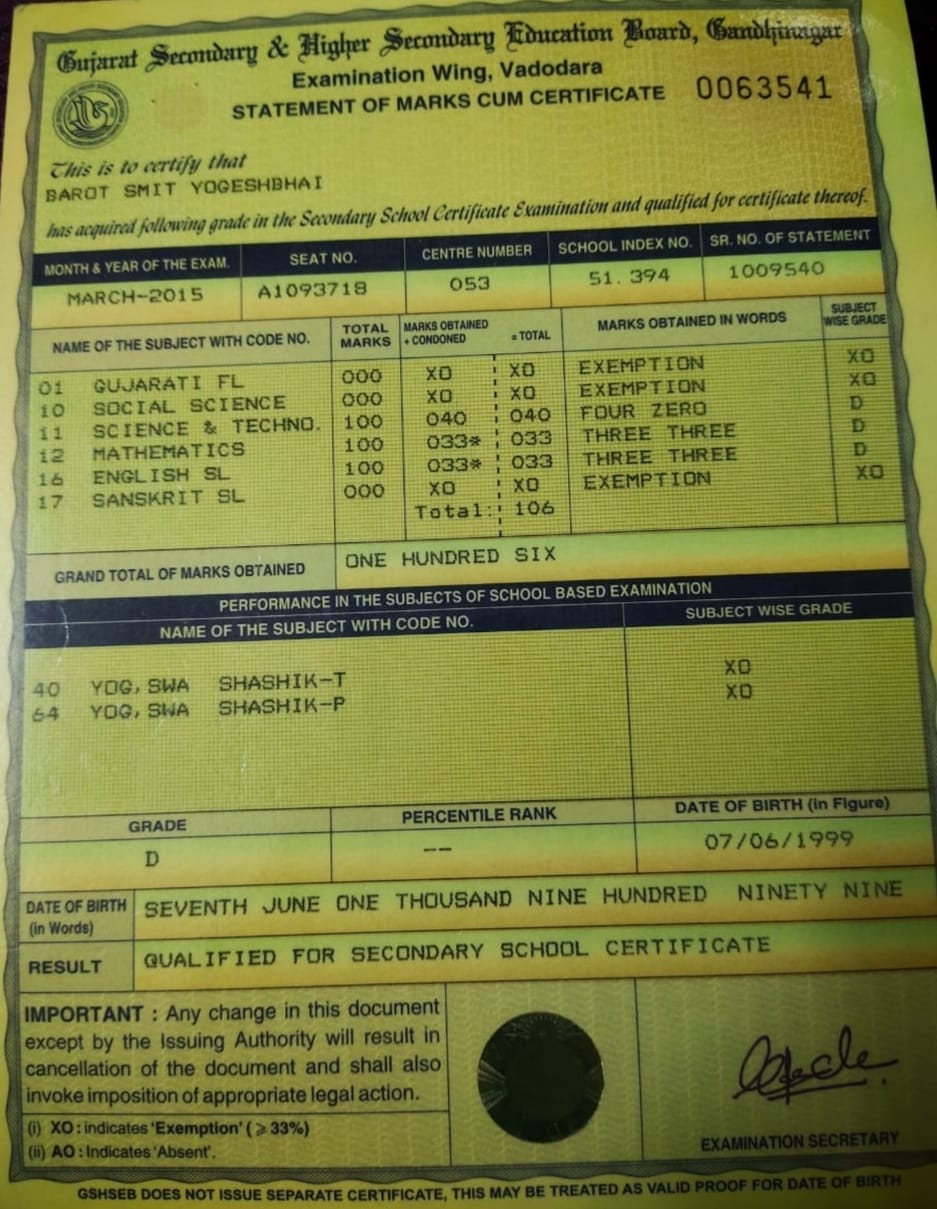 Gujarat Secondary & Higher Secondary Education Board, Gandhinagar
Examination Wing, Vadodara
STATEMENT OF MARKS CUM CERTIFICATE 0063541
This is to certify that
BAROT SMIT YOGESHBHAI
has acquired following grade in the Secondary School Certificate Examination and qualified for certificate thereof.
MONTH & YEAR OF THE EXAM. SEAT NO. CENTRE NUMBER SCHOOL INDEX NO. SR. NO. OF STATEMENT
MARCH-2015 A1093718 053 51.394 1009540
NAME OF THE SUBJECT WITH CODE NO. TOTAL MARKS MARKS OBTAINED + CONDONED = TOTAL MARKS OBTAINED IN WORDS SUBJECT WISE GRADE
01 GUJARATI FL 000 XO XO EXEMPTION XO
10 SOCIAL SCIENCE 000 XO XO EXEMPTION XO
11 SCIENCE & TECHNO. 100 040 040 FOUR ZERO D
12 MATHEMATICS 100 033* 033 THREE THREE D
16 ENGLISH SL 100 033* 033 THREE THREE D
17 SANSKRIT SL 000 XO XO EXEMPTION XO
Total: 106
GRAND TOTAL OF MARKS OBTAINED ONE HUNDRED SIX
PERFORMANCE IN THE SUBJECTS OF SCHOOL BASED EXAMINATION
NAME OF THE SUBJECT WITH CODE NO. SUBJECT WISE GRADE
40 YOG, SWA SHASHIK-T XO
64 YOG, SWA SHASHIK-P XO
GRADE PERCENTILE RANK DATE OF BIRTH (in Figure)
D -- 07/06/1999
DATE OF BIRTH (in Words) SEVENTH JUNE ONE THOUSAND NINE HUNDRED NINETY NINE
RESULT QUALIFIED FOR SECONDARY SCHOOL CERTIFICATE
IMPORTANT : Any change in this document
except by the Issuing Authority will result in
cancellation of the document and shall also
invoke imposition of appropriate legal action.
(i) XO : indicates 'Exemption' (⩾ 33%)
(ii) AO : Indicates 'Absent'.
EXAMINATION SECRETARY
GSHSEB DOES NOT ISSUE SEPARATE CERTIFICATE, THIS MAY BE TREATED AS VALID PROOF FOR DATE OF BIRTH